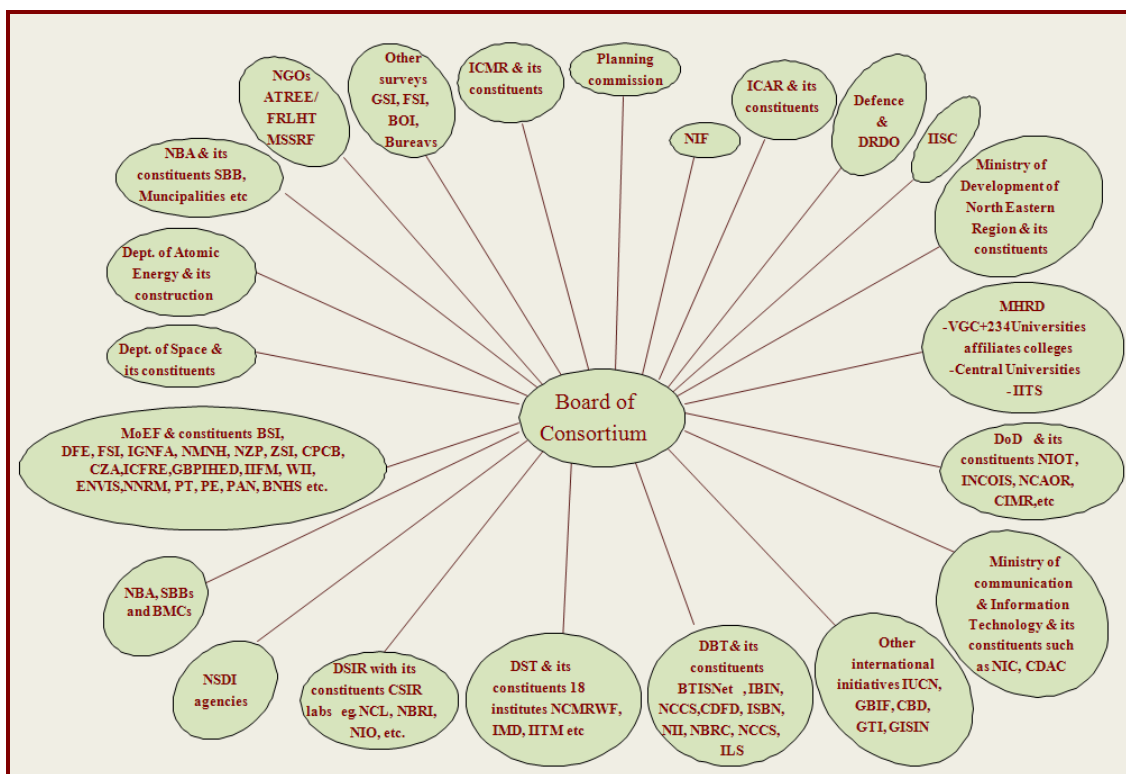 Other
surveys
GSI, FSI,
BOI,
Bureavs
ICMR & its
constituents
Planning
commission
ICAR & its
constituents
NGOs
ATREE/
FRLHT
MSSRF
Defence
&
DRDO
NIF
IISC
NBA & its
constituents SBB,
Muncipalities etc
Ministry of
Development of
North Eastern
Region & its
constituents
Dept. of Atomic
Energy & its
construction
MHRD
-VGC+234 Universities
affiliates colleges
-Central Universities
-IITS
Dept. of Space &
its constituents
Board of
Consortium
MoEF & constituents BSI,
DFE, FSI, IGNFA, NMNH, NZP, ZSI, CPCB,
CZA,ICFRE,GBPIHED, IIFM, WII,
ENVIS,NNRM, PT, PE, PAN, BNHS etc.
DoD & its
constituents NIOT,
INCOIS, NCAOR,
CIMR,etc
NBA, SBBs
and BMCs
Ministry of
communication
& Information
Technology & its
constituents such
as NIC, CDAC
NSDI
agencies
DSIR with its
constituents CSIR
labs eg. NCL, NBRI,
NIO, etc.
DST & its
constituents 18
institutes NCMRWF,
IMD, IITM etc
DBT & its
constituents
BTISNet , IBIN,
NCCS,CDFD, ISBN,
NII, NBRC, NCCS,
ILS
Other
international
initiatives IUCN,
GBIF, CBD,
GTI, GISIN